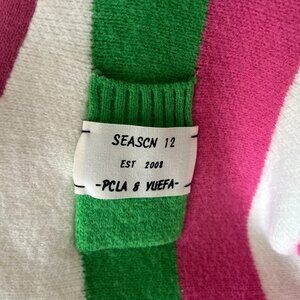 SEASCN 12
EST 2008
-PCLA & YUEFA-